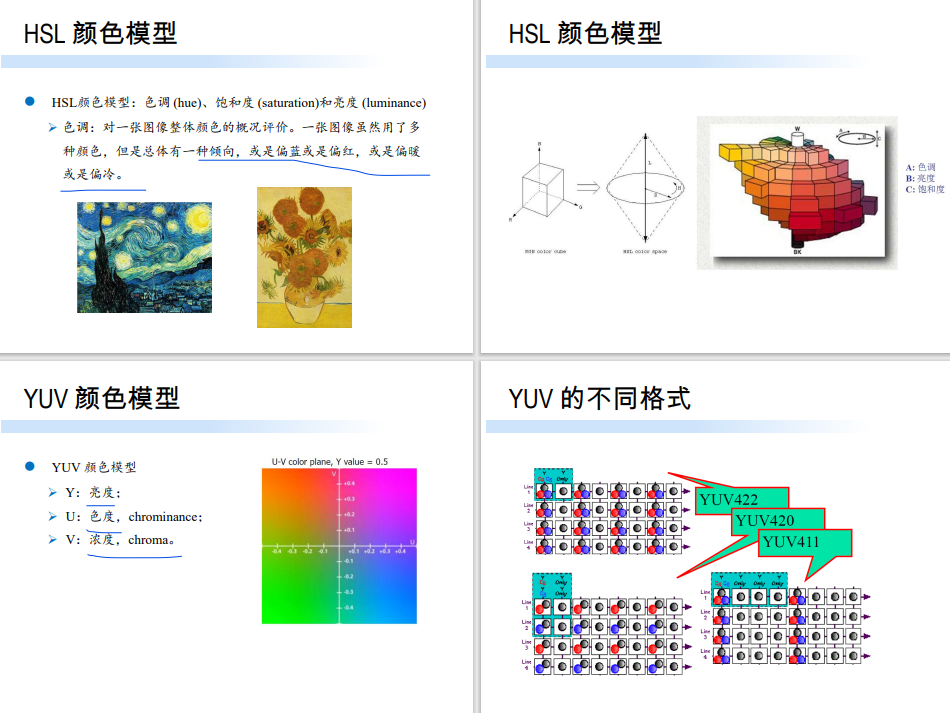 HSL 颜色模型
HSL颜色模型：色调 (hue)、饱和度 (saturation)和亮度 (luminance)
色调：对一张图像整体颜色的概况评价。一张图像虽然用了多
种颜色，但是总体有一种倾向，或是偏蓝或是偏红，或是偏暖
或是偏冷。
HSL 颜色模型
B
R
G
RGB color cube
L
H
S
HSL color space
W
BK
A
B
C
A: 色调
B: 亮度
C: 饱和度
YUV 颜色模型
YUV 颜色模型
Y：亮度；
U：色度，chrominance；
V：浓度，chroma。
U-V color plane, Y value = 0.5
V
+0.4
+0.3
+0.2
+0.1
U
-0.4 -0.3 -0.2 -0.1 +0.1 +0.2 +0.3 +0.4
-0.1
-0.2
-0.3
-0.4
YUV 的不同格式
Y Y
Only
Line 1
Line 2
Line 3
Line 4
YUV422
YUV420
YUV411
Y Y
Only
Only
Line 1
Line 2
Line 3
Line 4
Y Y Y Y
Only Only Only
Line 1
Line 2
Line 3
Line 4